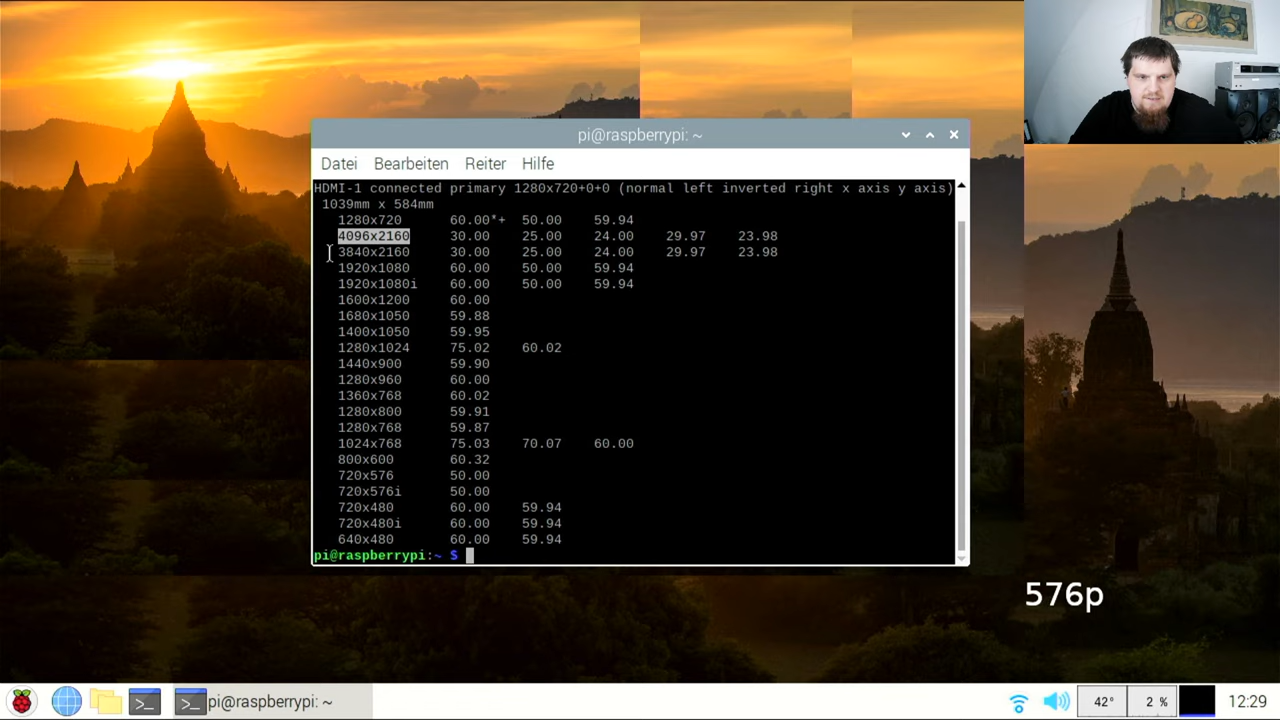 pi@raspberrypi: ~
Datei Bearbeiten Reiter Hilfe
HDMI-1 connected primary 1280x720+0+0 (normal left inverted right x axis y axis)
1039mm x 584mm
1280x720 60.00*+ 50.00 59.94
4096x2160 30.00 25.00 24.00 29.97 23.98
3840x2160 30.00 25.00 24.00 29.97 23.98
1920x1080 60.00 50.00 59.94
1920x1080i 60.00 50.00 59.94
1600x1200 60.00
1680x1050 59.88
1400x1050 59.95
1280x1024 75.02 60.02
1440x900 59.90
1280x960 60.00
1360x768 60.02
1280x800 59.91
1280x768 59.87
1024x768 75.03 70.07 60.00
800x600 60.32
720x576 50.00
720x576i 50.00
720x480 60.00 59.94
720x480i 60.00 59.94
640x480 60.00 59.94
pi@raspberrypi:~ $
576p
pi@raspberrypi: ~
42° 2 % 12:29